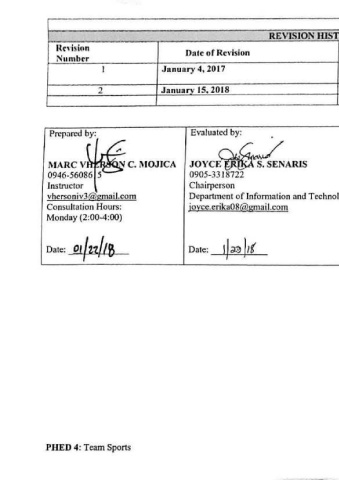 REVISION HIST
Revision Number
Date of Revision
1
January 4, 2017
2
January 15, 2018
Prepared by:
MARC VHERSON C. MOJICA
0946-56086 5
Instructor
vhersoniv3@gmail.com
Consultation Hours:
Monday (2:00-4:00)
Date: 01/22/18
Evaluated by:
JOYCE ERIKA S. SENARIS
0905-3318722
Chairperson
Department of Information and Technol
joyce.erika08@gmail.com
Date: 1/22/18
PHED 4: Team Sports